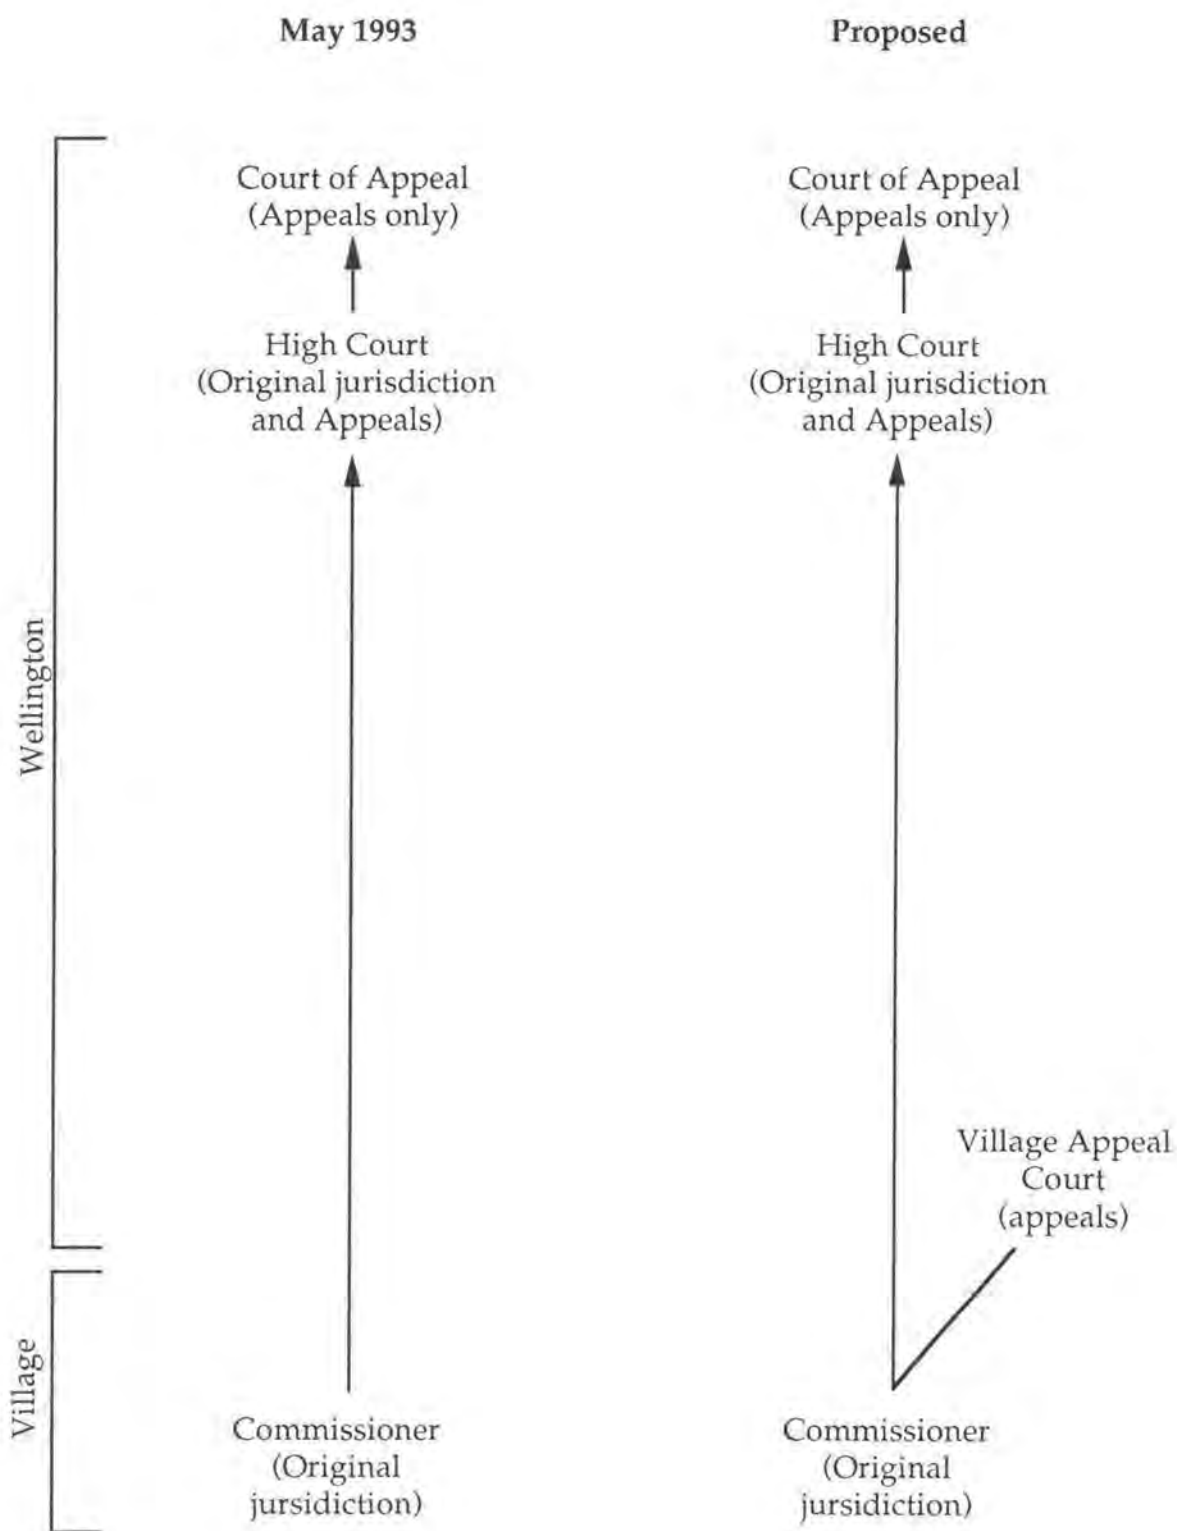 May 1993
Proposed
Court of Appeal
(Appeals only)
Court of Appeal
(Appeals only)
High Court
(Original jurisdiction
and Appeals)
High Court
(Original jurisdiction
and Appeals)
Wellington
Village Appeal
Court
(appeals)
Village
Commissioner
(Original
jursidiction)
Commissioner
(Original
jursidiction)